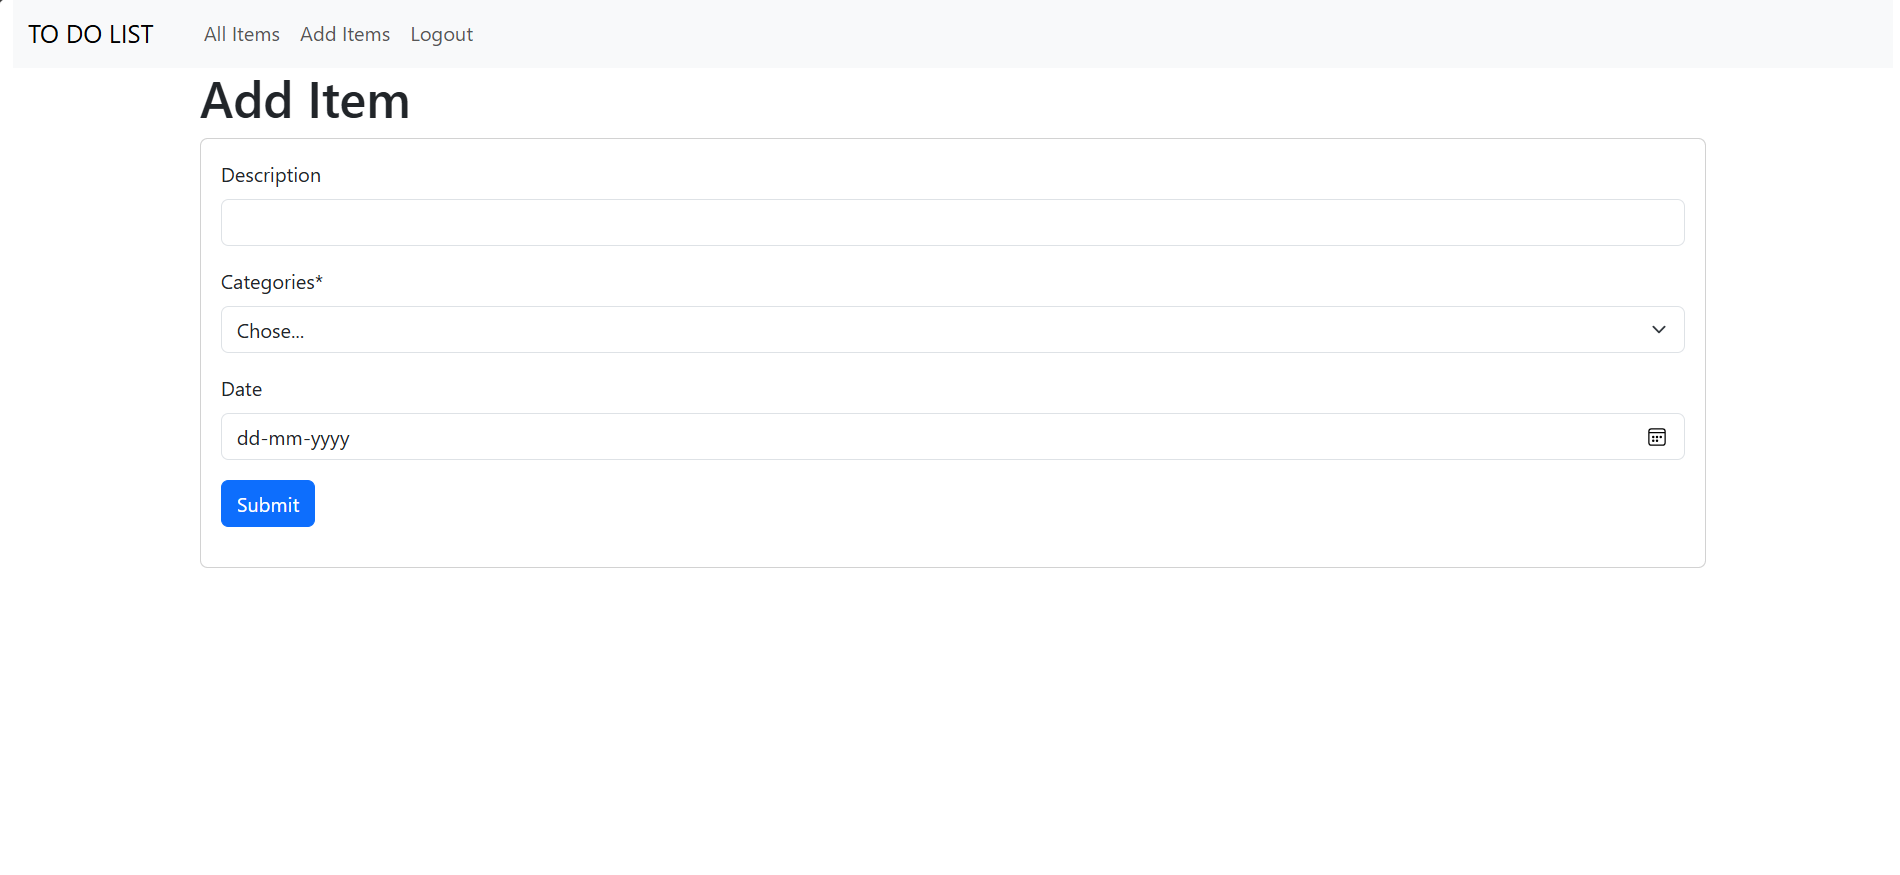 TO DO LIST All Items Add Items Logout
Add Item
Description
Categories*
Chose...
Date
dd-mm-yyyy
Submit